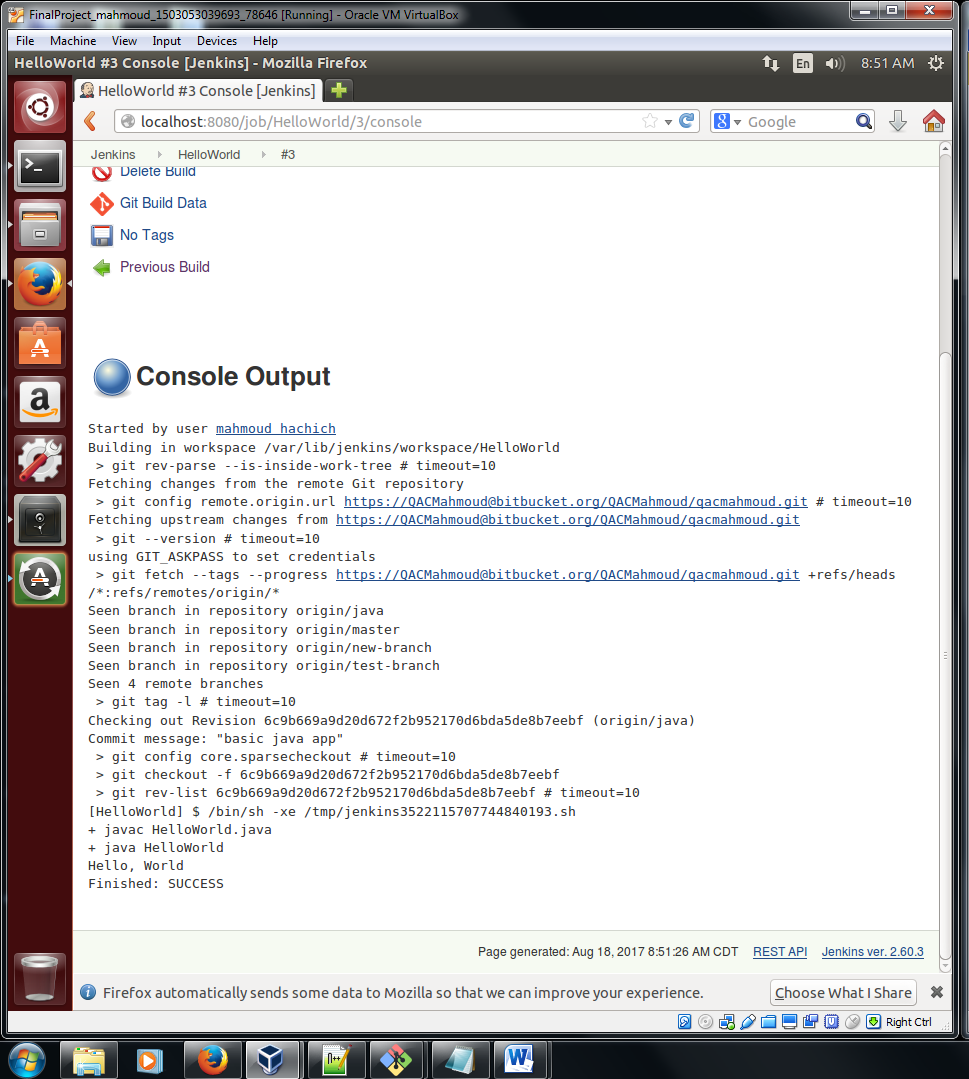 FinalProject_mahmoud_1503053039693_78646 [Running] - Oracle VM VirtualBox
File Machine View Input Devices Help
HelloWorld #3 Console [Jenkins] - Mozilla Firefox En 8:51 AM
HelloWorld #3 Console [Jenkins]
localhost:8080/job/HelloWorld/3/console Google
Jenkins HelloWorld #3
Delete Build
Git Build Data
No Tags
Previous Build
Console Output
Started by user mahmoud hachich
Building in workspace /var/lib/jenkins/workspace/HelloWorld
> git rev-parse --is-inside-work-tree # timeout=10
Fetching changes from the remote Git repository
> git config remote.origin.url https://QACMahmoud@bitbucket.org/QACMahmoud/qacmahmoud.git # timeout=10
Fetching upstream changes from https://QACMahmoud@bitbucket.org/QACMahmoud/qacmahmoud.git
> git --version # timeout=10
using GIT_ASKPASS to set credentials
> git fetch --tags --progress https://QACMahmoud@bitbucket.org/QACMahmoud/qacmahmoud.git +refs/heads
/*:refs/remotes/origin/*
Seen branch in repository origin/java
Seen branch in repository origin/master
Seen branch in repository origin/new-branch
Seen branch in repository origin/test-branch
Seen 4 remote branches
> git tag -l # timeout=10
Checking out Revision 6c9b669a9d20d672f2b952170d6bda5de8b7eebf (origin/java)
Commit message: "basic java app"
> git config core.sparsecheckout # timeout=10
> git checkout -f 6c9b669a9d20d672f2b952170d6bda5de8b7eebf
> git rev-list 6c9b669a9d20d672f2b952170d6bda5de8b7eebf # timeout=10
[HelloWorld] $ /bin/sh -xe /tmp/jenkins3522115707744840193.sh
+ javac HelloWorld.java
+ java HelloWorld
Hello, World
Finished: SUCCESS
Page generated: Aug 18, 2017 8:51:26 AM CDT REST API Jenkins ver. 2.60.3
Firefox automatically sends some data to Mozilla so that we can improve your experience. Choose What I Share
Right Ctrl